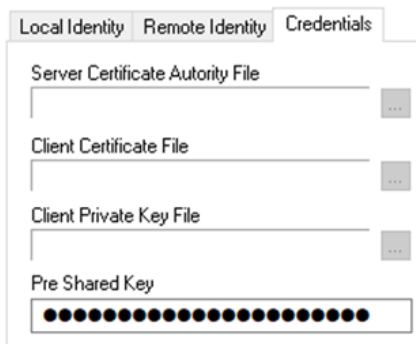 Local Identity Remote Identity Credentials
Server Certificate Autority File
...
Client Certificate File
...
Client Private Key File
...
Pre Shared Key
●●●●●●●●●●●●●●●●●●●●●●